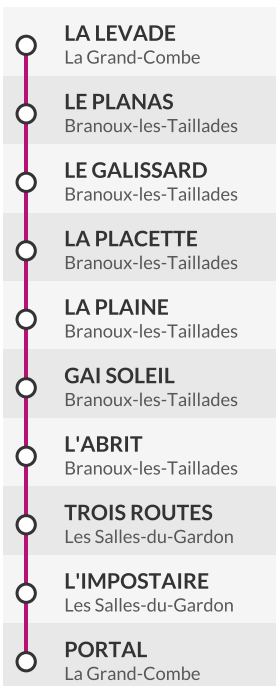 LA LEVADE
La Grand-Combe
LE PLANAS
Branoux-les-Taillades
LE GALISSARD
Branoux-les-Taillades
LA PLACETTE
Branoux-les-Taillades
LA PLAINE
Branoux-les-Taillades
GAI SOLEIL
Branoux-les-Taillades
L'ABRIT
Branoux-les-Taillades
TROIS ROUTES
Les Salles-du-Gardon
L'IMPOSTAIRE
Les Salles-du-Gardon
PORTAL
La Grand-Combe